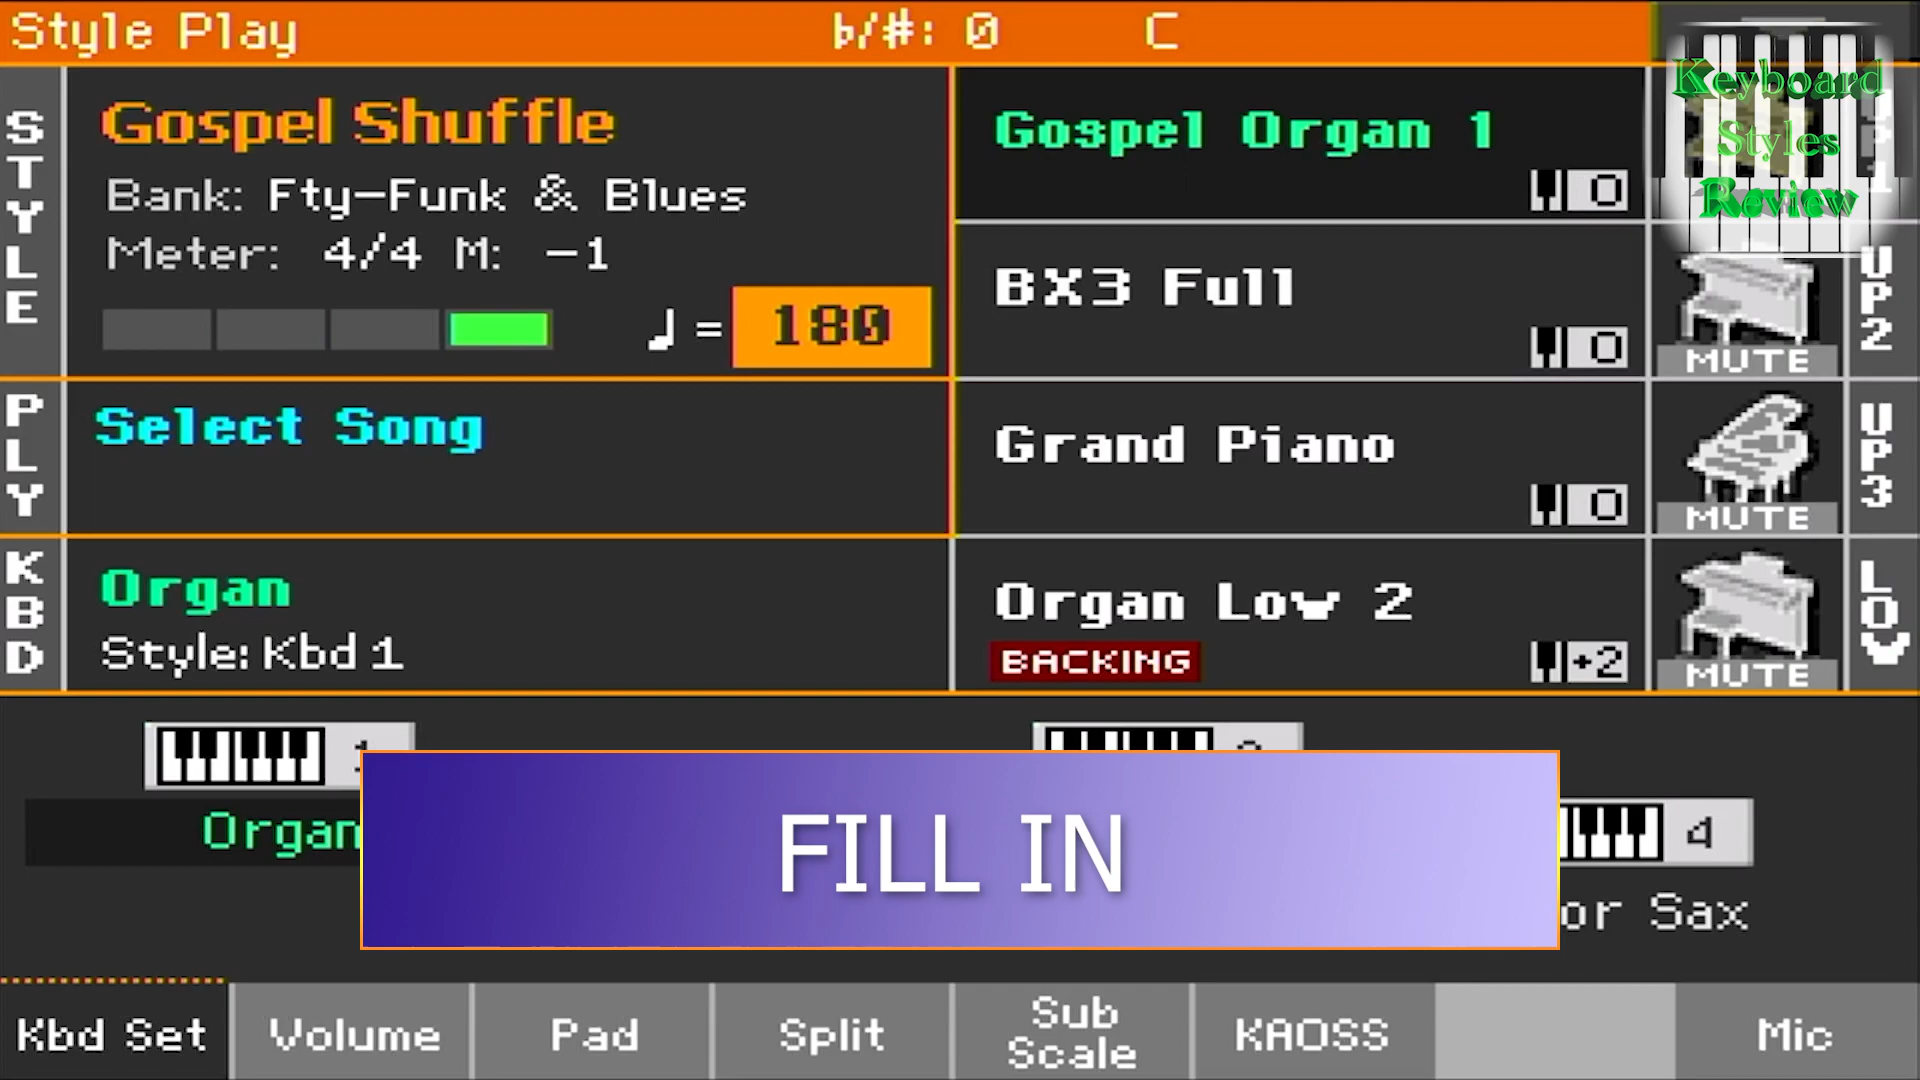 Style Play
♭/#: 0
C
Keyboard
Styles
Review
STYLE
Gospel Shuffle
Bank: Fty-Funk & Blues
Meter: 4/4 M: -1
♩ = 180
Gospel Organ 1
0
BX3 Full
0
MUTE
UP2
PLY
Select Song
Grand Piano
0
MUTE
UP3
KBD
Organ
Style: Kbd 1
Organ Low 2
BACKING
+2
MUTE
LOW
Organ
FILL IN
4
or Sax
Kbd Set
Volume
Pad
Split
Sub
Scale
KAOSS
Mic